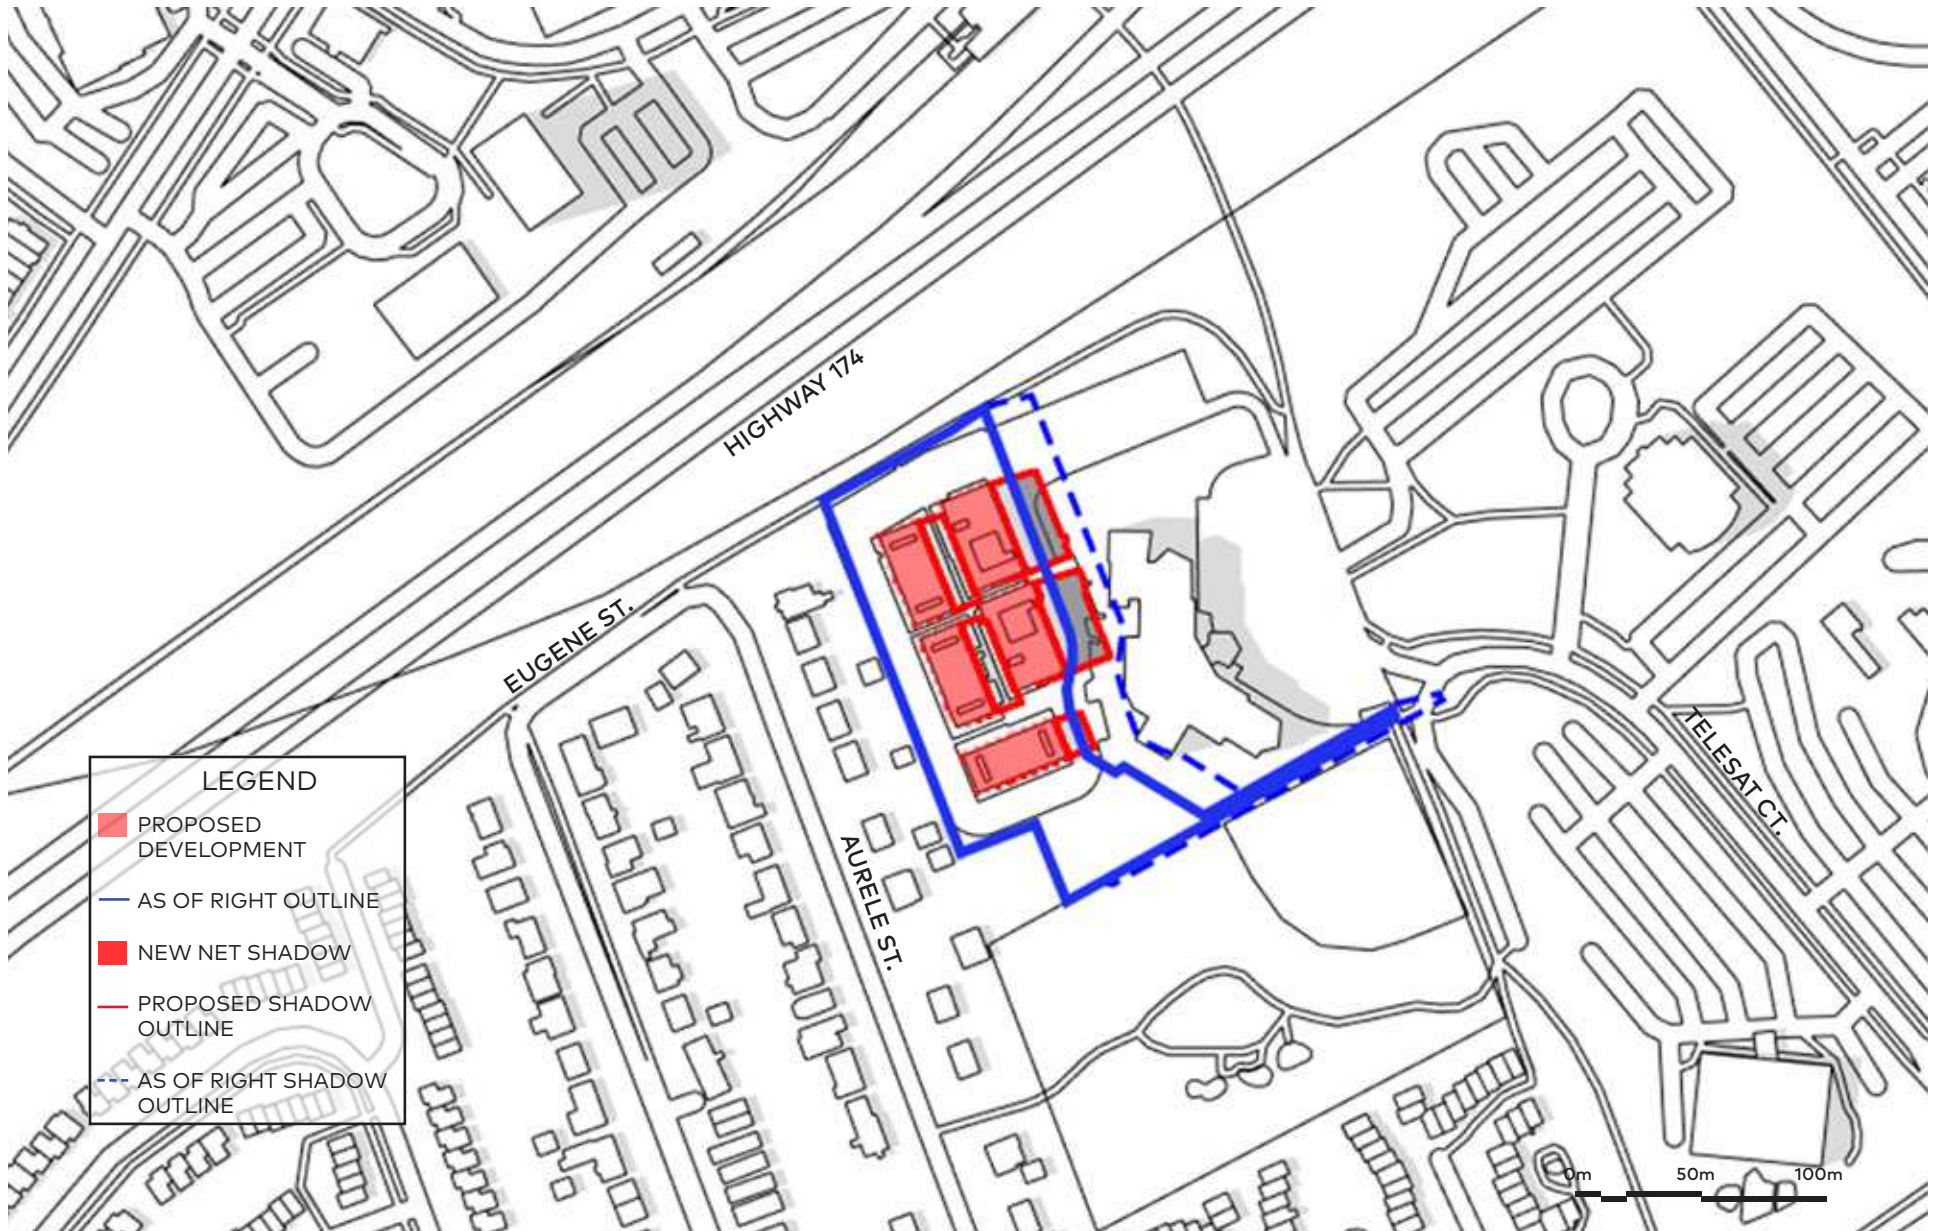 HIGHWAY 174
EUGENE ST.
AURELE ST.
TELESAT CT.
LEGEND
PROPOSED
DEVELOPMENT
AS OF RIGHT OUTLINE
NEW NET SHADOW
PROPOSED SHADOW
OUTLINE
AS OF RIGHT SHADOW
OUTLINE
0m 50m 100m